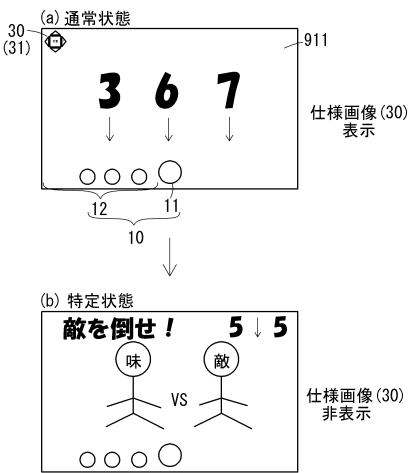 (a) 通常状態
30
(31)
911
3 6 7
↓ ↓ ↓
仕様画像(30)
表示
12
11
10
↓
(b) 特定状態
敵を倒せ! 5↓5
味 敵
VS
仕様画像(30)
非表示